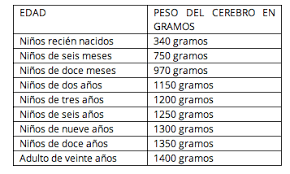 EDAD PESO DEL CEREBRO EN
GRAMOS
Niños recién nacidos 340 gramos
Niños de seis meses 750 gramos
Niños de doce meses 970 gramos
Niños de dos años 1150 gramos
Niños de tres años 1200 gramos
Niños de seis años 1250 gramos
Niños de nueve años 1300 gramos
Niños de doce años 1350 gramos
Adulto de veinte años 1400 gramos